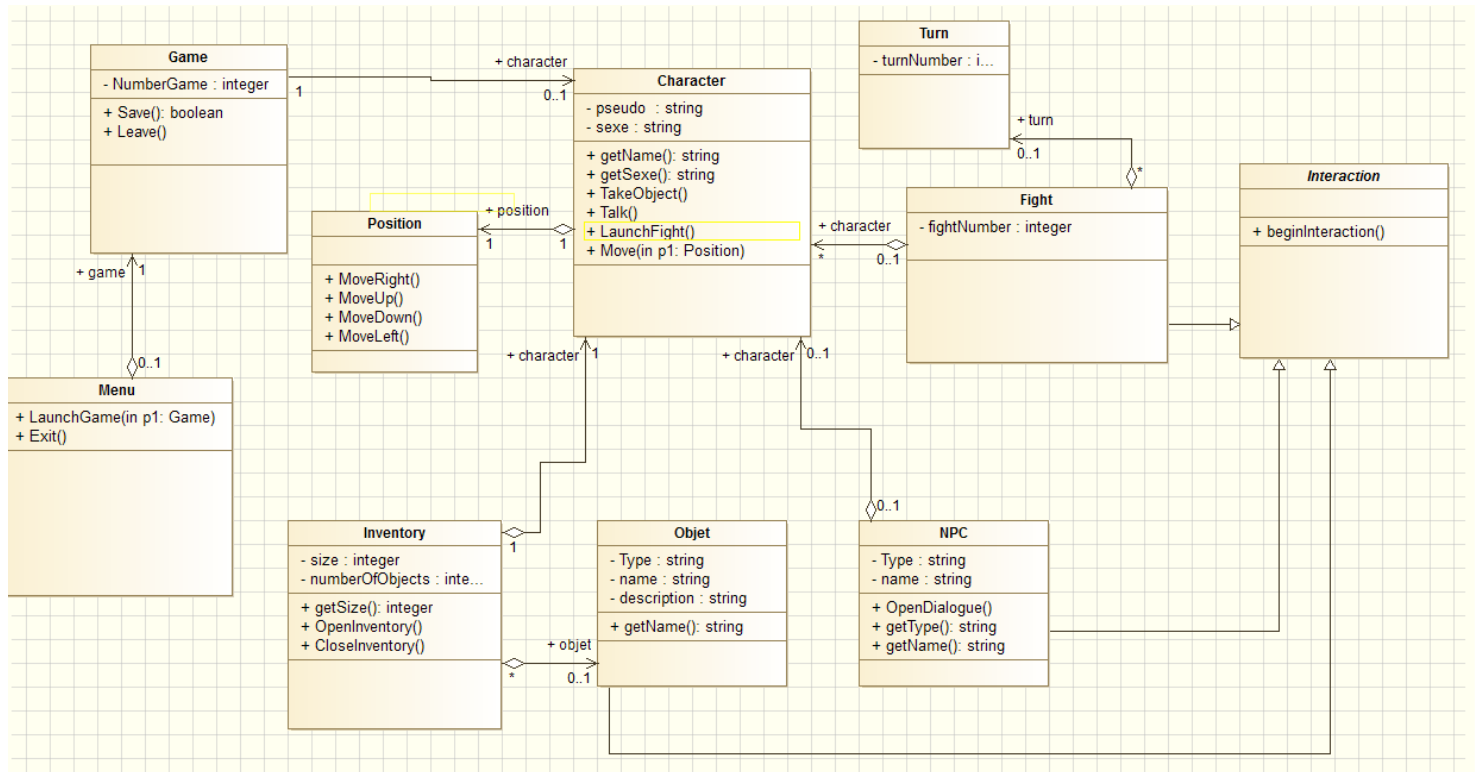 Game
- NumberGame : integer
+ Save(): boolean
+ Leave()
1
+ character
0..1
Character
- pseudo : string
- sexe : string
+ getName(): string
+ getSexe(): string
+ TakeObject()
+ Talk()
+ LaunchFight()
+ Move(in p1: Position)
Turn
- turnNumber : i...
+ turn
0..1
*
Interaction
+ beginInteraction()
Fight
- fightNumber : integer
+ character
*
0..1
Position
+ MoveRight()
+ MoveUp()
+ MoveDown()
+ MoveLeft()
+ position
1
1
+ game
1
0..1
Menu
+ LaunchGame(in p1: Game)
+ Exit()
+ character
1
+ character
0..1
Inventory
- size : integer
- numberOfObjects : inte...
+ getSize(): integer
+ OpenInventory()
+ CloseInventory()
1
+ objet
*
0..1
Objet
- Type : string
- name : string
- description : string
+ getName(): string
0..1
NPC
- Type : string
- name : string
+ OpenDialogue()
+ getType(): string
+ getName(): string